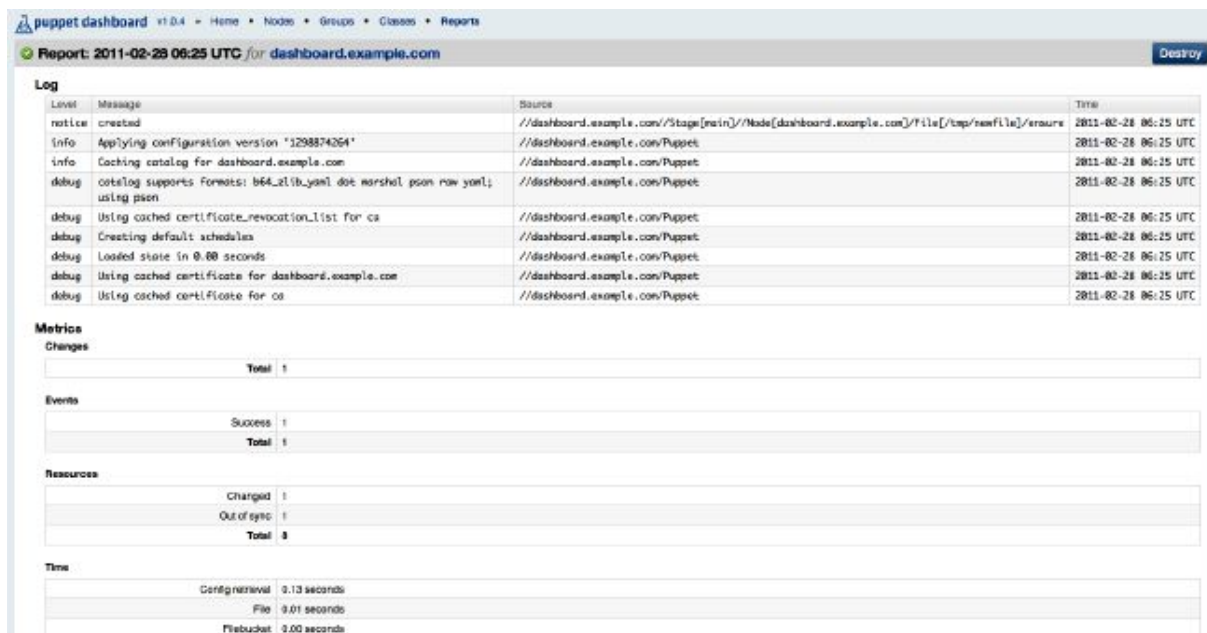 puppet dashboard v1.0.4 • Home • Nodes • Groups • Classes • Reports
Report: 2011-02-28 06:25 UTC for dashboard.example.com Destroy
Log
Level Message Source Time
notice created //dashboard.example.com//Stage[main]//Node[dashboard.example.com]/File[/tmp/newfile]/ensure 2011-02-28 06:25 UTC
info Applying configuration version '1298874264' //dashboard.example.com/Puppet 2011-02-28 06:25 UTC
info Caching catalog for dashboard.example.com //dashboard.example.com/Puppet 2011-02-28 06:25 UTC
debug catalog supports formats: b64_zlib_yaml dot marshal pson raw yaml; //dashboard.example.com/Puppet 2011-02-28 06:25 UTC
using pson
debug Using cached certificate_revocation_list for ca //dashboard.example.com/Puppet 2011-02-28 06:25 UTC
debug Creating default schedules //dashboard.example.com/Puppet 2011-02-28 06:25 UTC
debug Loaded state in 0.00 seconds //dashboard.example.com/Puppet 2011-02-28 06:25 UTC
debug Using cached certificate for dashboard.example.com //dashboard.example.com/Puppet 2011-02-28 06:25 UTC
debug Using cached certificate for ca //dashboard.example.com/Puppet 2011-02-28 06:25 UTC
Metrics
Changes
Total 1
Events
Success 1
Total 1
Resources
Changed 1
Out of sync 1
Total 8
Time
Config retrieval 0.13 seconds
File 0.01 seconds
Filebucket 0.00 seconds